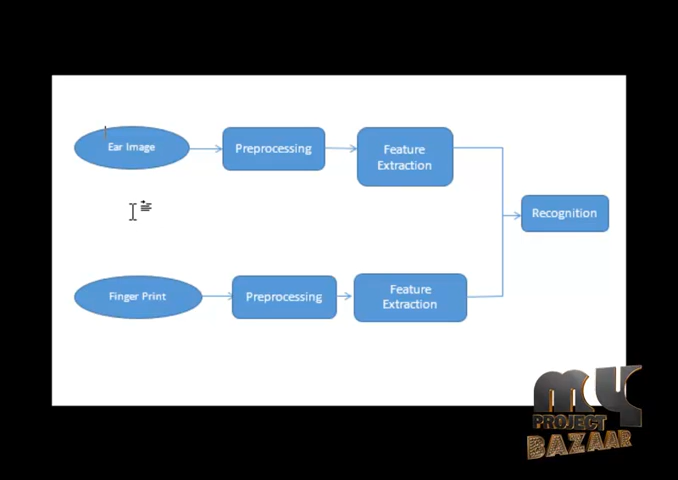 Ear Image
Preprocessing
Feature
Extraction
Recognition
Finger Print
Preprocessing
Feature
Extraction
my
PROJECT
BAZAAR